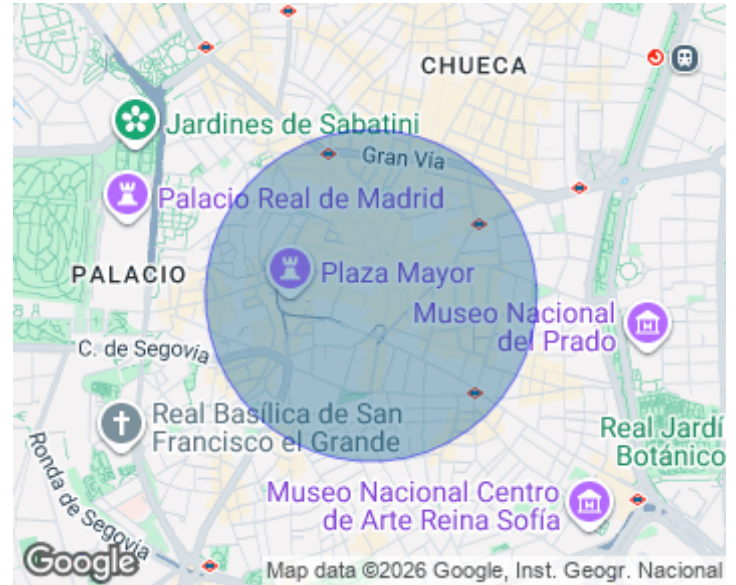 CHUECA
Jardines de Sabatini
Gran Vía
Palacio Real de Madrid
PALACIO
Plaza Mayor
Museo Nacional
del Prado
C. de Segovia
Real Basílica de San
Francisco el Grande
Real Jardí
Botánico
Ronda de Segovia
Museo Nacional Centro
de Arte Reina Sofía
Google
Map data ©2026 Google, Inst. Geogr. Nacional